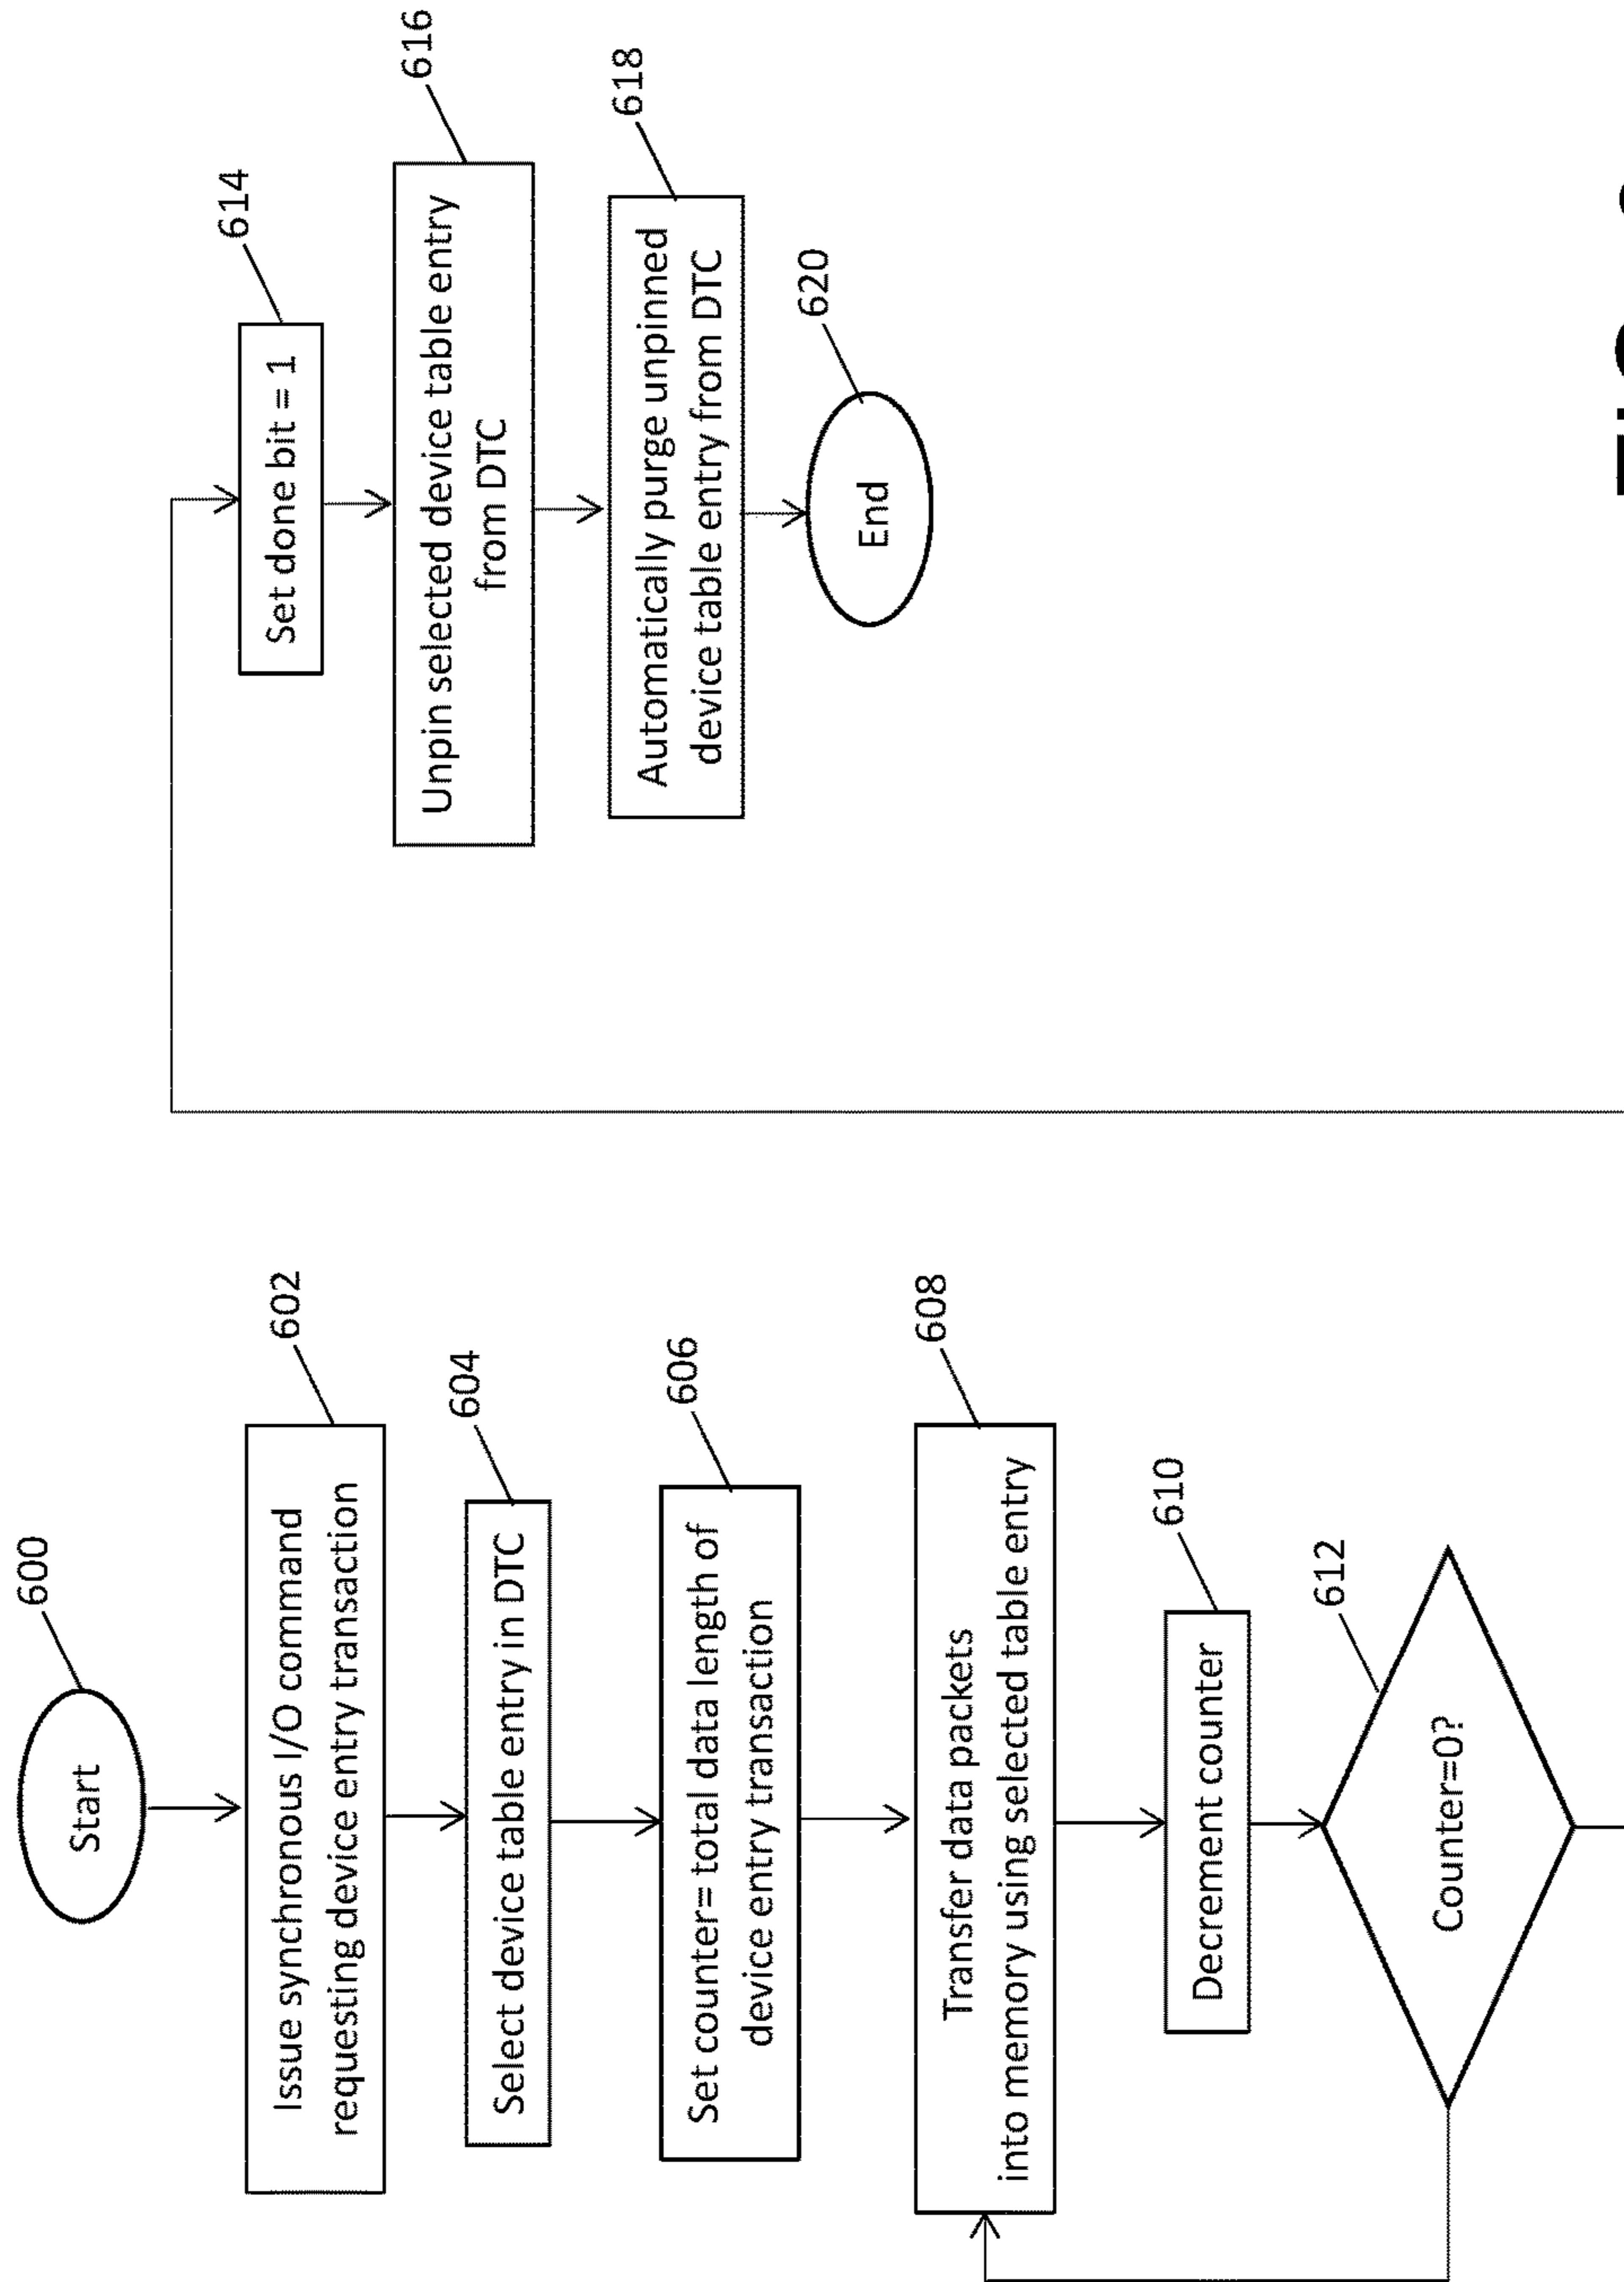 600
Start
602
Issue synchronous I/O command
requesting device entry transaction
604
Select device table entry in DTC
606
Set counter= total data length of
device entry transaction
608
Transfer data packets
into memory using selected table entry
610
Decrement counter
612
Counter=0?
614
Set done bit = 1
616
Unpin selected device table entry
from DTC
618
Automatically purge unpinned
device table entry from DTC
620
End